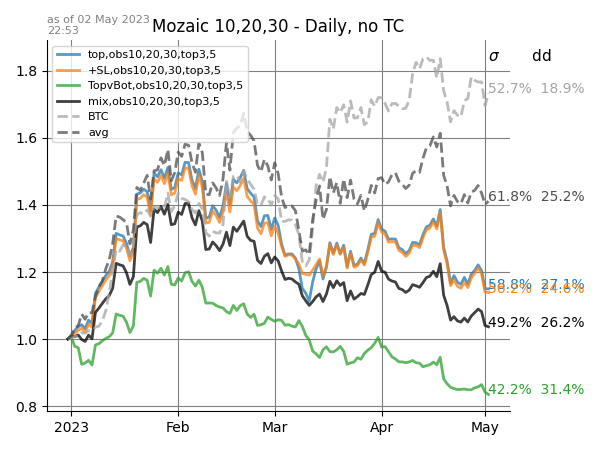 as of 02 May 2023
22:53
Mozaic 10,20,30 - Daily, no TC
σ dd
top,obs10,20,30,top3,5
+SL,obs10,20,30,top3,5
TopvBot,obs10,20,30,top3,5
mix,obs10,20,30,top3,5
BTC
avg
1.8
1.6
1.4
1.2
1.0
0.8
52.7% 18.9%
61.8% 25.2%
58.8% 27.1%
24.6%
49.2% 26.2%
42.2% 31.4%
2023 Feb Mar Apr May